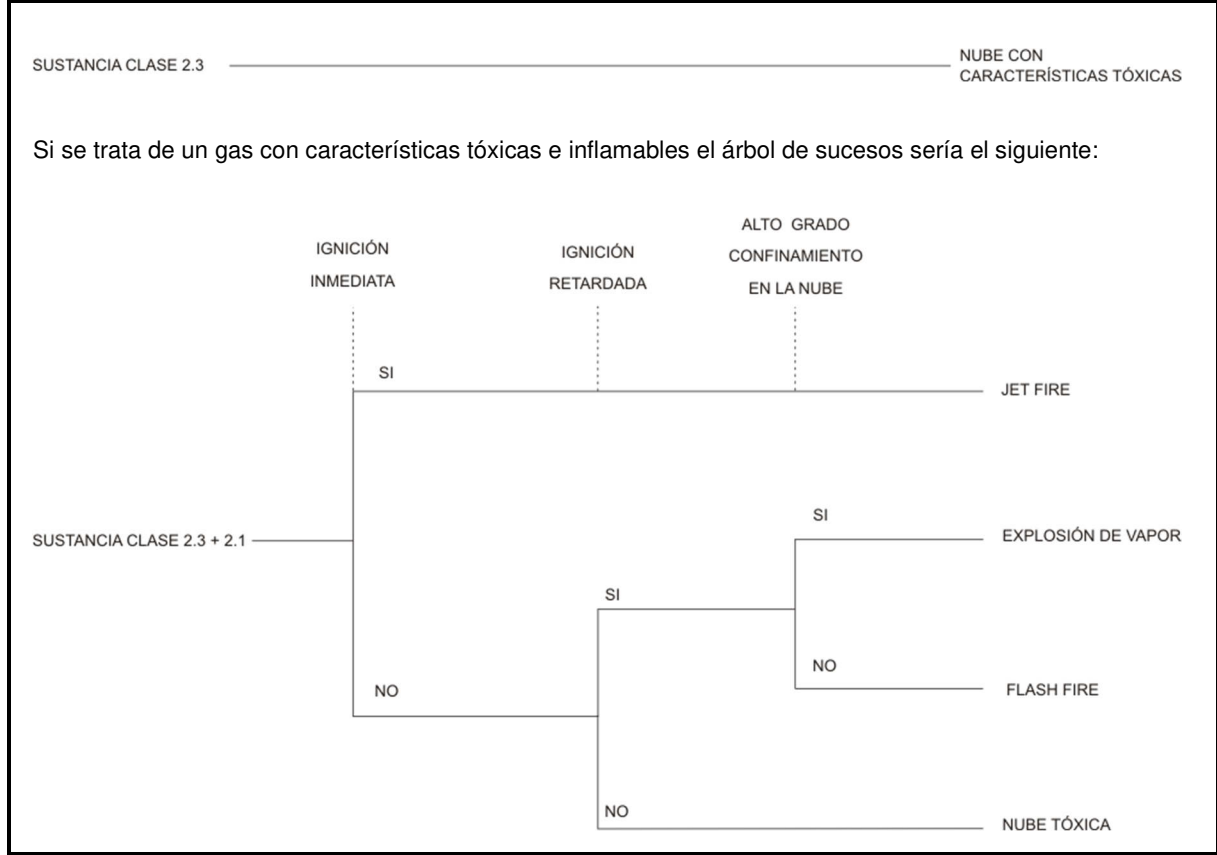 SUSTANCIA CLASE 2.3
NUBE CON
CARACTERÍSTICAS TÓXICAS
Si se trata de un gas con características tóxicas e inflamables el árbol de sucesos sería el siguiente:
IGNICIÓN
INMEDIATA
IGNICIÓN
RETARDADA
ALTO GRADO
CONFINAMIENTO
EN LA NUBE
SI
JET FIRE
SUSTANCIA CLASE 2.3 + 2.1
SI
EXPLOSIÓN DE VAPOR
SI
NO
FLASH FIRE
NO
NO
NUBE TÓXICA